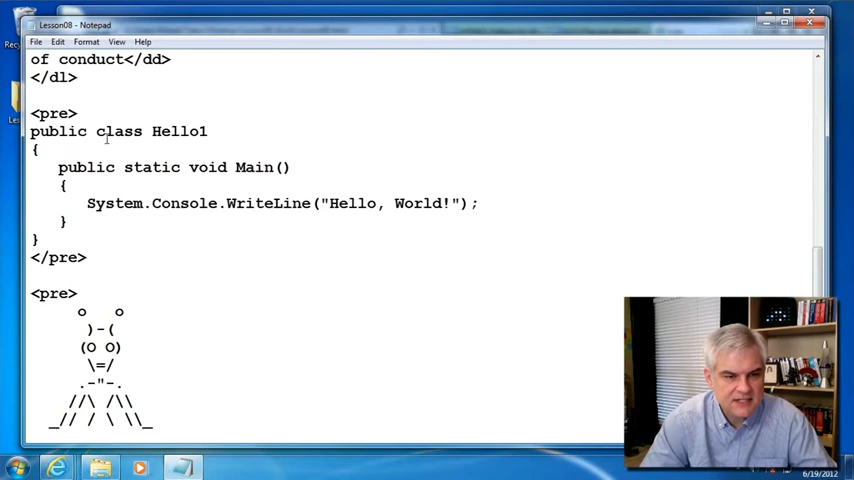 Lesson08 - Notepad
File Edit Format View Help
of conduct</dd>
</dl>
<pre>
public class Hello1
{
public static void Main()
{
System.Console.WriteLine("Hello, World!");
}
}
</pre>
<pre>
o   o
)-(
(O O)
\=/
.-"-.
//\ /\\
_// / \ \\_
6/19/2012